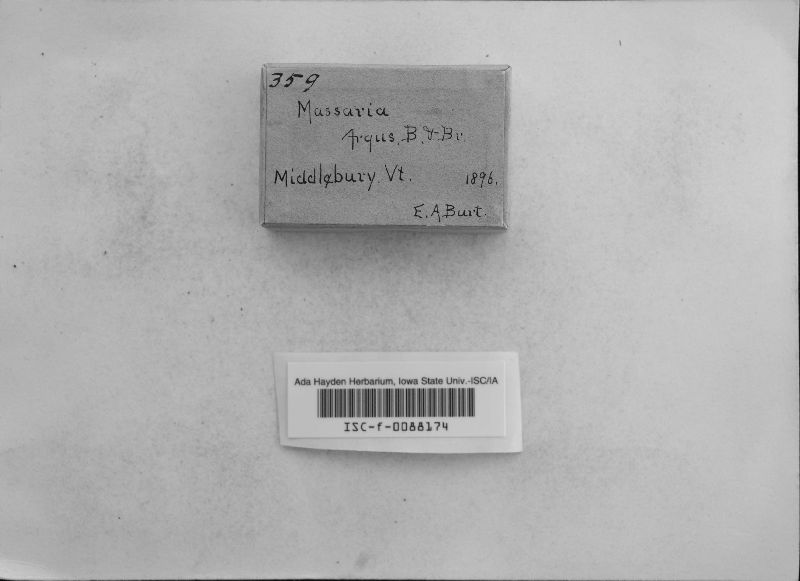 359
Massaria
Argus, B. & Br.
Middlebury, Vt. 1896.
E. A. Burt.
Ada Hayden Herbarium, Iowa State Univ.-ISC/IA
ISC-f-0088174